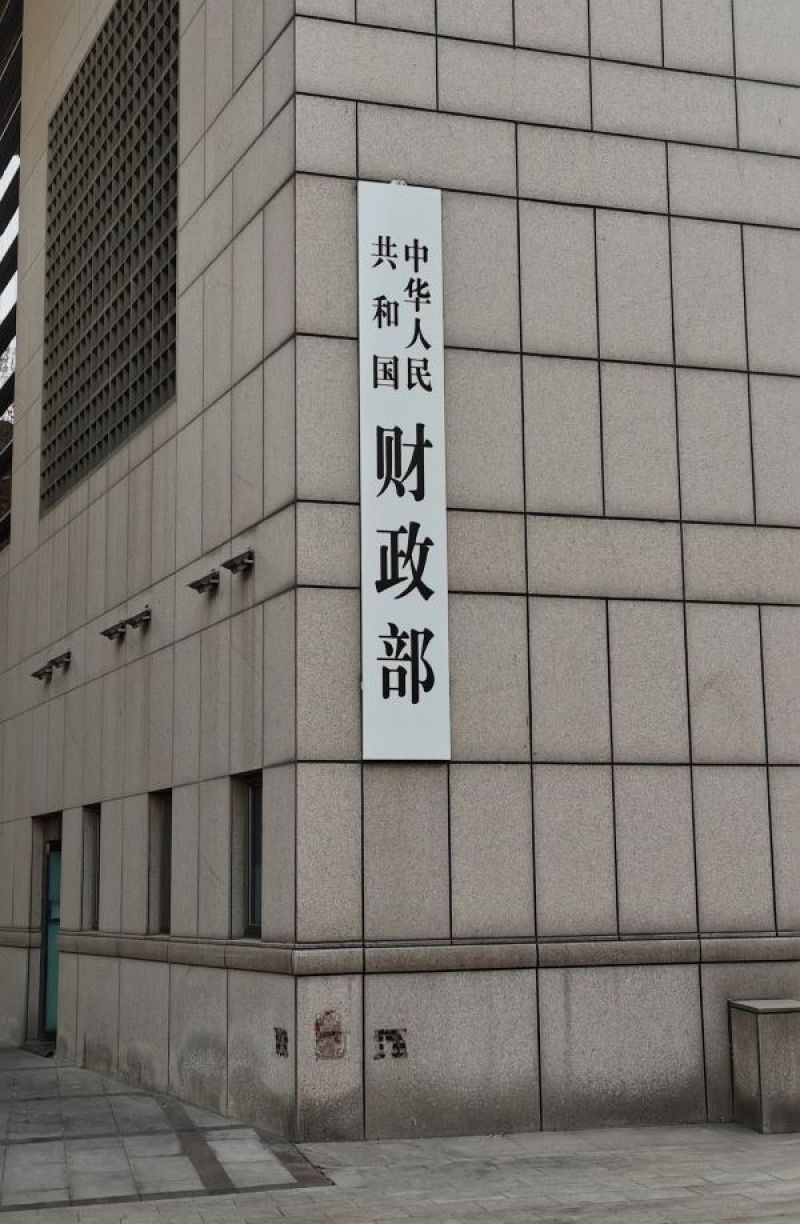 中华人民
共和国
财政部